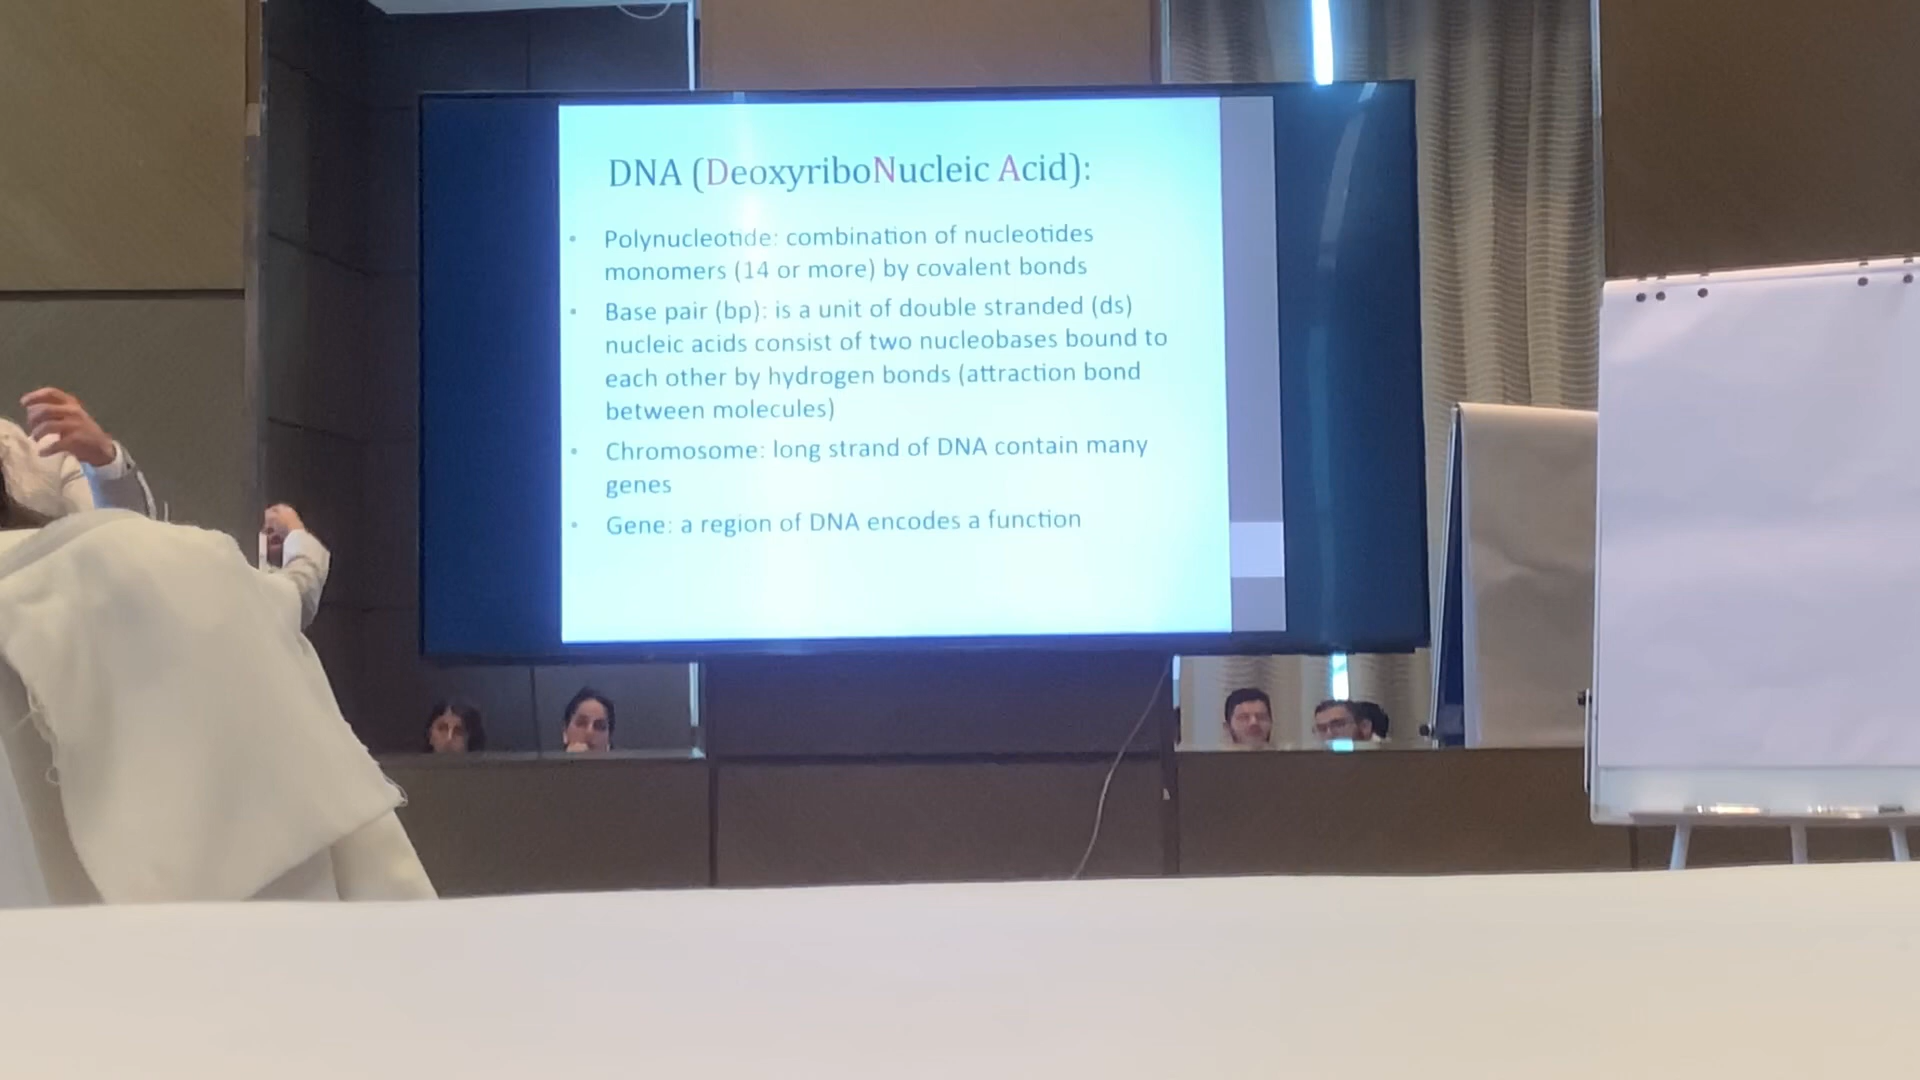 DNA (DeoxyriboNucleic Acid):
• Polynucleotide: combination of nucleotides
monomers (14 or more) by covalent bonds
• Base pair (bp): is a unit of double stranded (ds)
nucleic acids consist of two nucleobases bound to
each other by hydrogen bonds (attraction bond
between molecules)
• Chromosome: long strand of DNA contain many
genes
• Gene: a region of DNA encodes a function